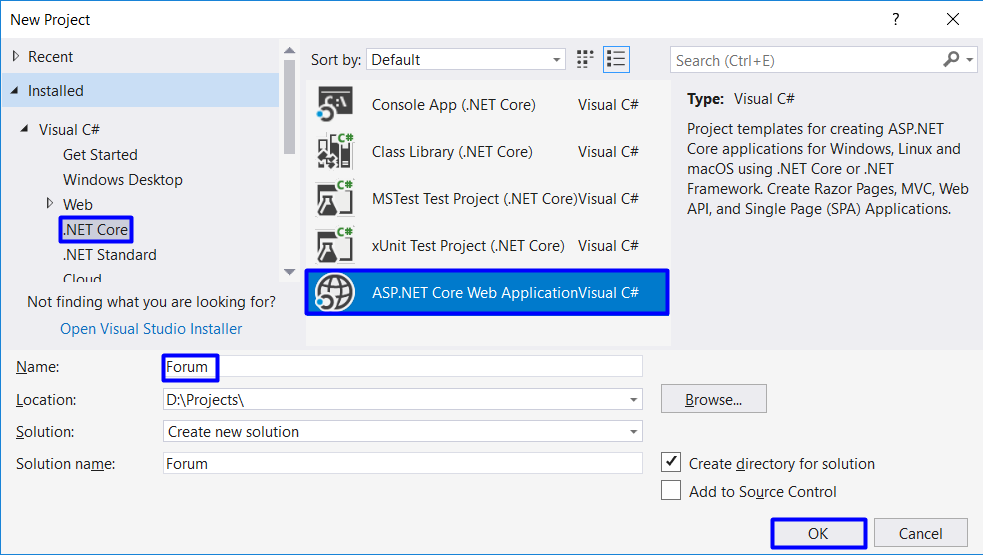 New Project
?
Recent
Installed
Visual C#
Get Started
Windows Desktop
Web
.NET Core
.NET Standard
Cloud
Not finding what you are looking for?
Open Visual Studio Installer
Sort by: Default
Console App (.NET Core) Visual C#
C# Class Library (.NET Core) Visual C#
C# MSTest Test Project (.NET Core) Visual C#
C# xUnit Test Project (.NET Core) Visual C#
ASP.NET Core Web Application Visual C#
Search (Ctrl+E)
Type: Visual C#
Project templates for creating ASP.NET
Core applications for Windows, Linux and
macOS using .NET Core or .NET
Framework. Create Razor Pages, MVC, Web
API, and Single Page (SPA) Applications.
Name: Forum
Location: D:\Projects\ Browse...
Solution: Create new solution
Solution name: Forum
Create directory for solution
Add to Source Control
OK Cancel